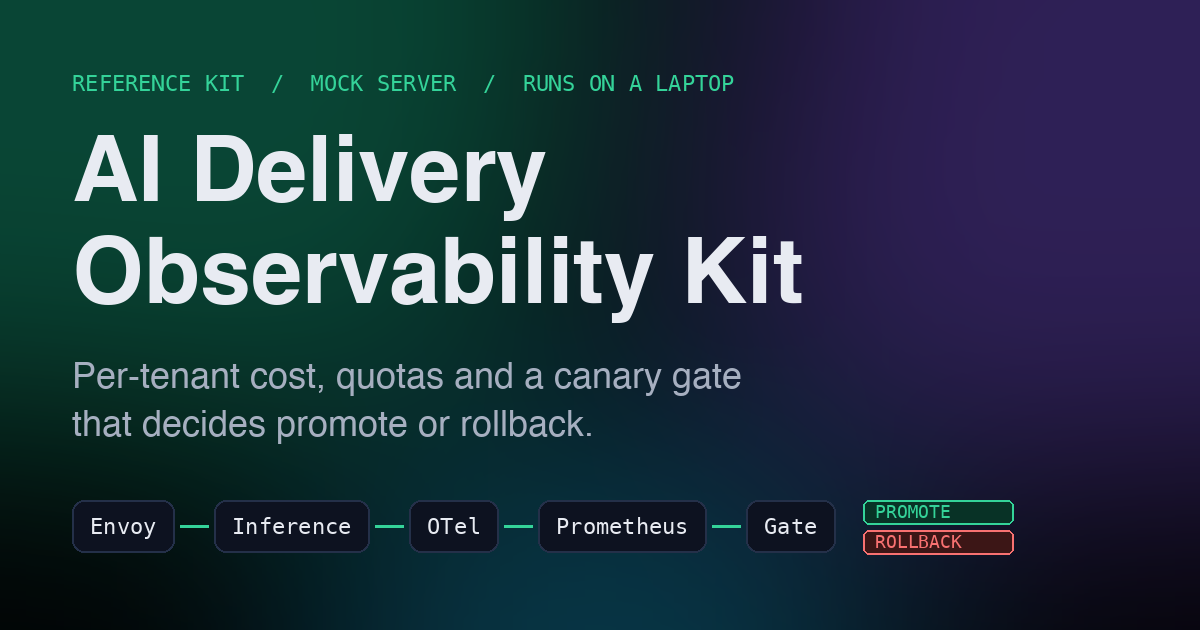 REFERENCE KIT / MOCK SERVER / RUNS ON A LAPTOP
AI Delivery
Observability Kit
Per-tenant cost, quotas and a canary gate
that decides promote or rollback.
Envoy Inference OTel Prometheus Gate PROMOTE
ROLLBACK